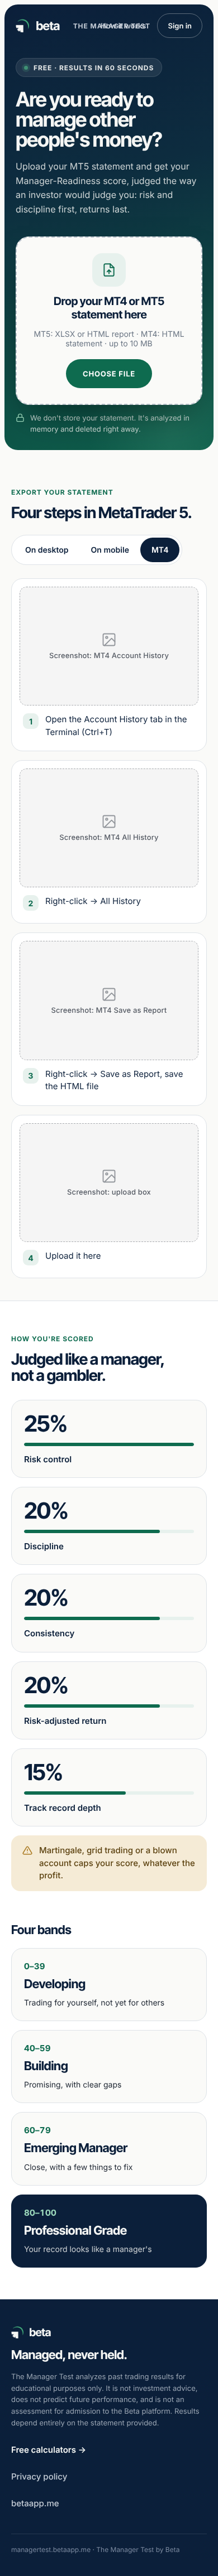 beta
THE MANAGER TEST
Sign in
FREE · RESULTS IN 60 SECONDS
Are you ready to
manage other
people's money?
Upload your MT5 statement and get your
Manager-Readiness score, judged the way
an investor would judge you: risk and
discipline first, returns last.
Drop your MT4 or MT5
statement here
MT5: XLSX or HTML report · MT4: HTML
statement · up to 10 MB
CHOOSE FILE
We don't store your statement. It's analyzed in
memory and deleted right away.
EXPORT YOUR STATEMENT
Four steps in MetaTrader 5.
On desktop
On mobile
MT4
Screenshot: MT4 Account History
1
Open the Account History tab in the
Terminal (Ctrl+T)
Screenshot: MT4 All History
2
Right-click → All History
Screenshot: MT4 Save as Report
3
Right-click → Save as Report, save
the HTML file
Screenshot: upload box
4
Upload it here
HOW YOU'RE SCORED
Judged like a manager,
not a gambler.
25%
Risk control
20%
Discipline
20%
Consistency
20%
Risk-adjusted return
15%
Track record depth
Martingale, grid trading or a blown
account caps your score, whatever the
profit.
Four bands
0–39
Developing
Trading for yourself, not yet for others
40–59
Building
Promising, with clear gaps
60–79
Emerging Manager
Close, with a few things to fix
80–100
Professional Grade
Your record looks like a manager's
beta
Managed, never held.
The Manager Test analyzes past trading results for
educational purposes only. It is not investment advice,
does not predict future performance, and is not an
assessment for admission to the Beta platform. Results
depend entirely on the statement provided.
Free calculators →
Privacy policy
betaapp.me
managertest.betaapp.me · The Manager Test by Beta